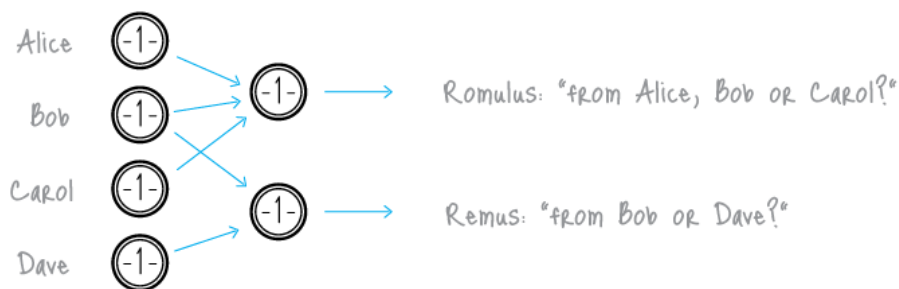 Alice
-1-
Bob
-1-
Carol
-1-
Dave
-1-
-1-
Romulus: "from Alice, Bob or Carol?"
-1-
Remus: "from Bob or Dave?"